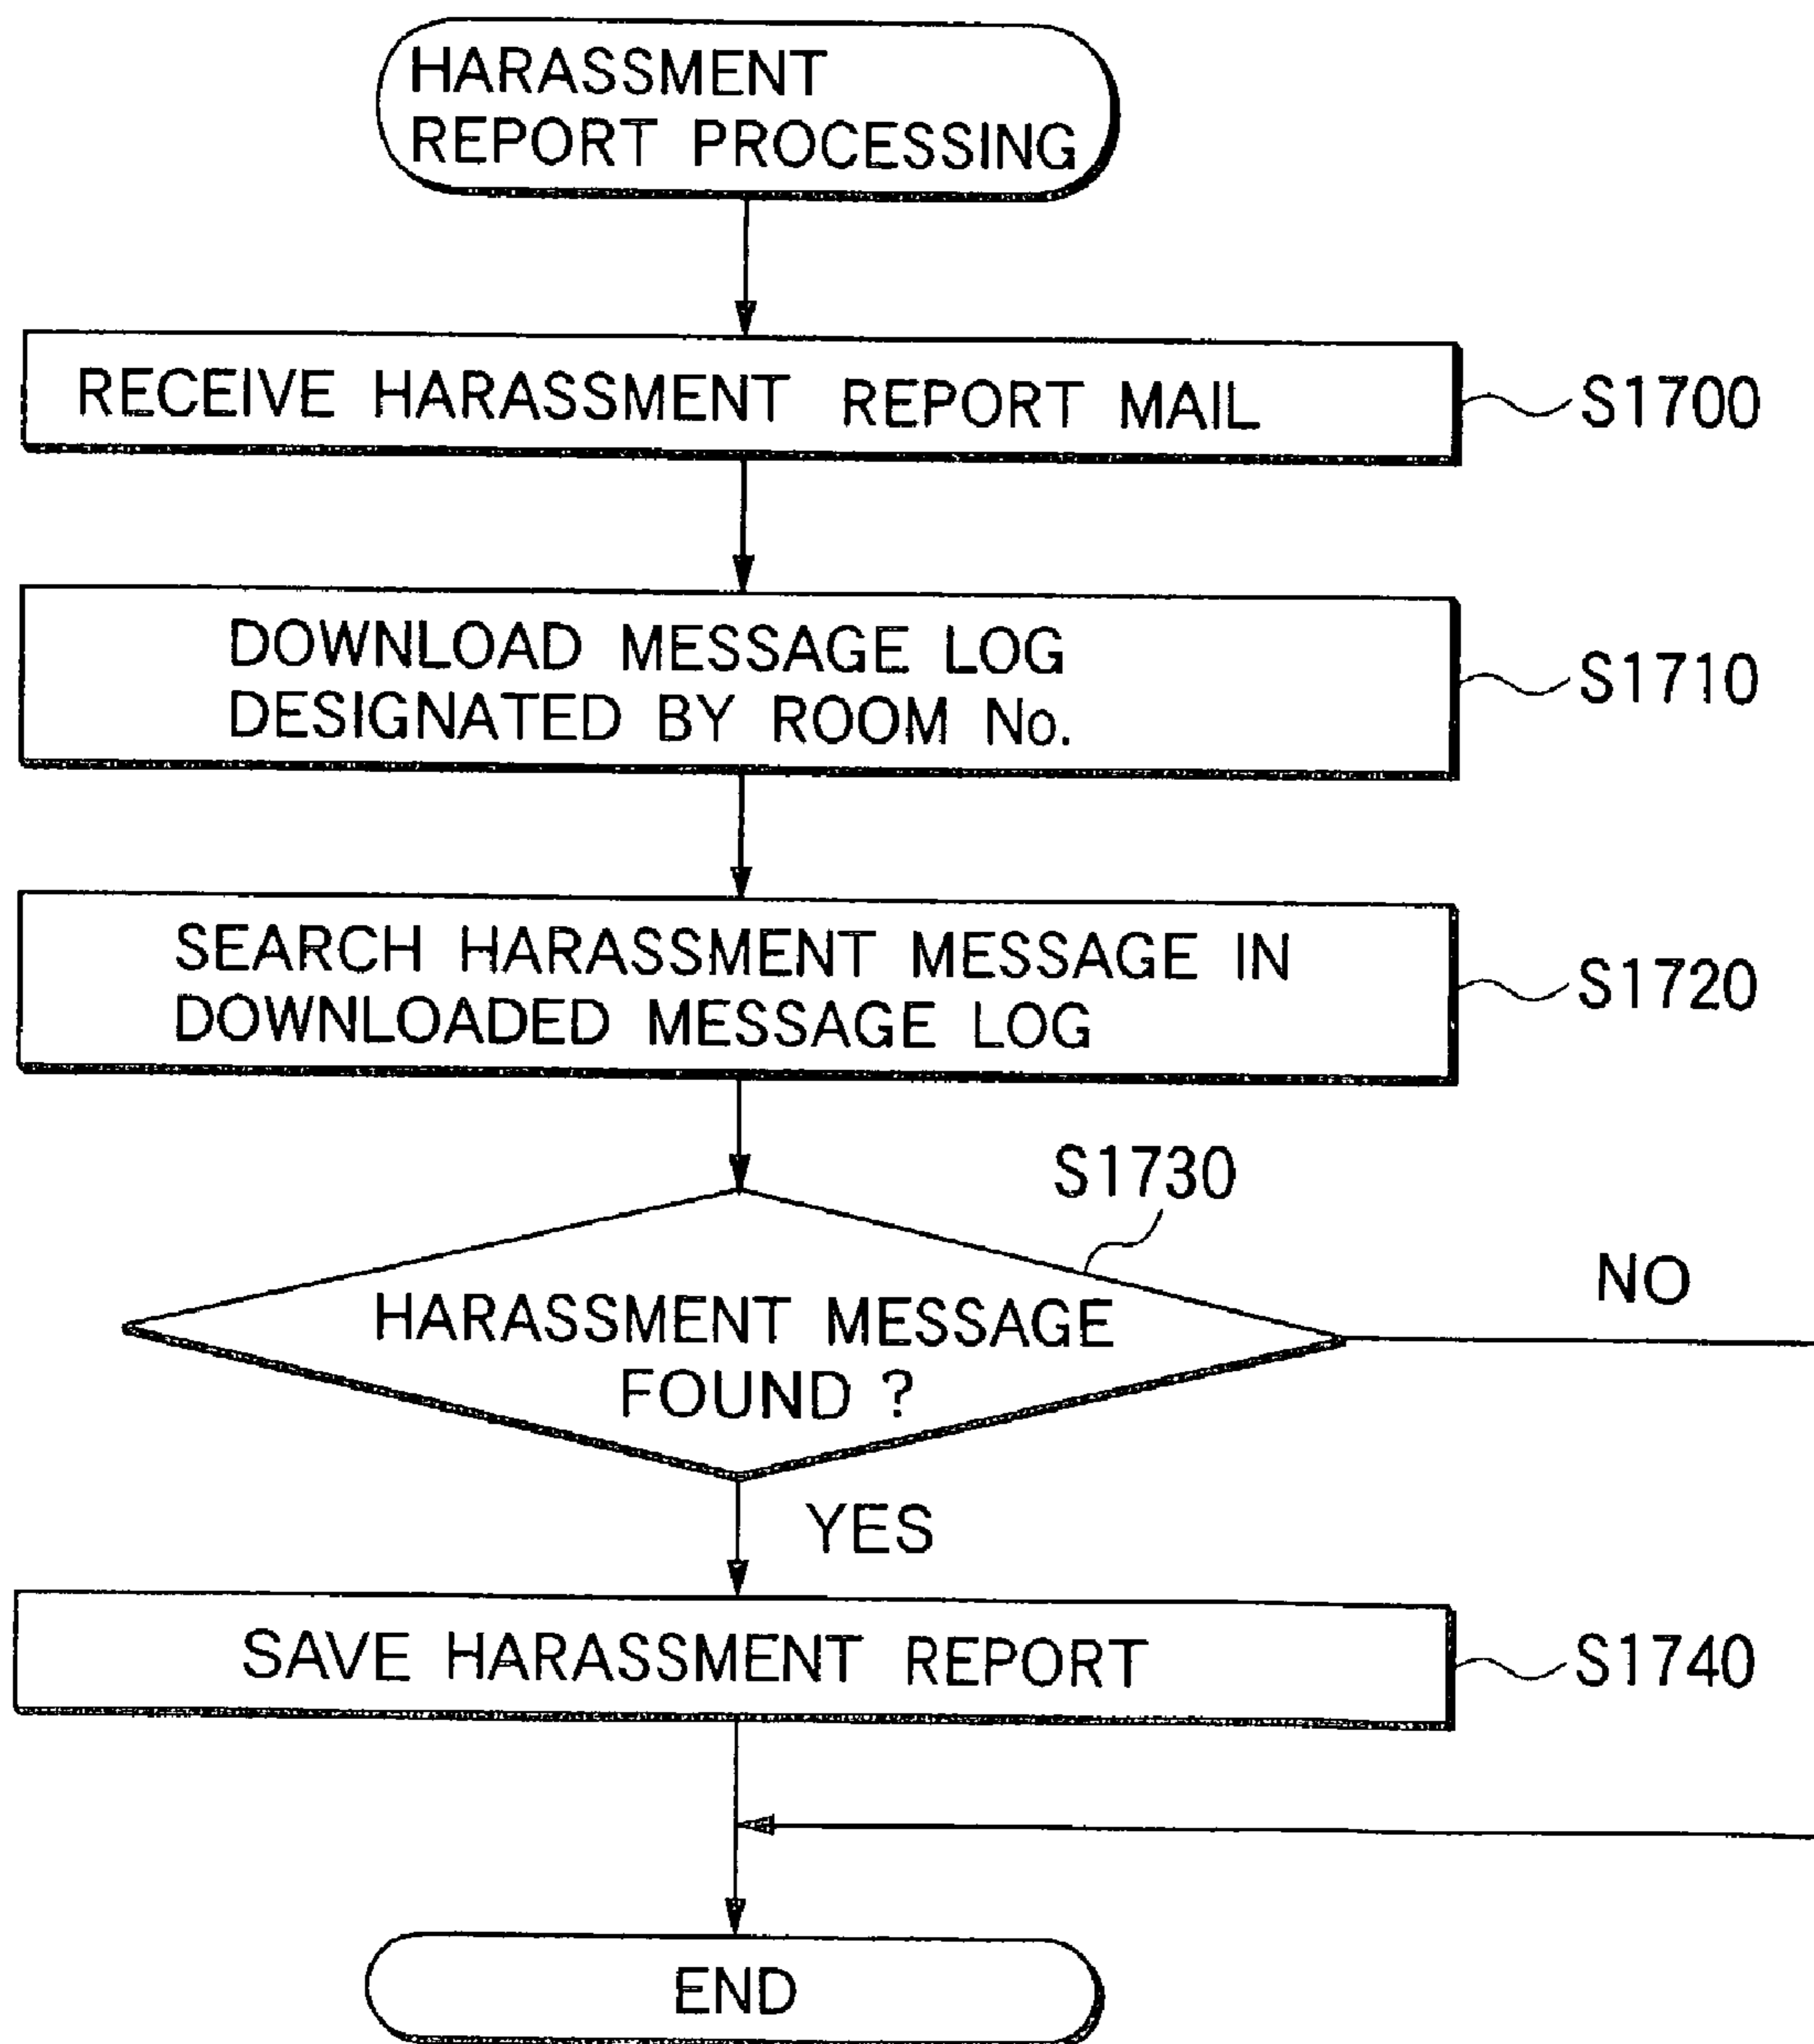 HARASSMENT
REPORT PROCESSING
RECEIVE HARASSMENT REPORT MAIL
S1700
DOWNLOAD MESSAGE LOG
DESIGNATED BY ROOM No.
S1710
SEARCH HARASSMENT MESSAGE IN
DOWNLOADED MESSAGE LOG
S1720
S1730
HARASSMENT MESSAGE
FOUND ?
NO
YES
SAVE HARASSMENT REPORT
S1740
END